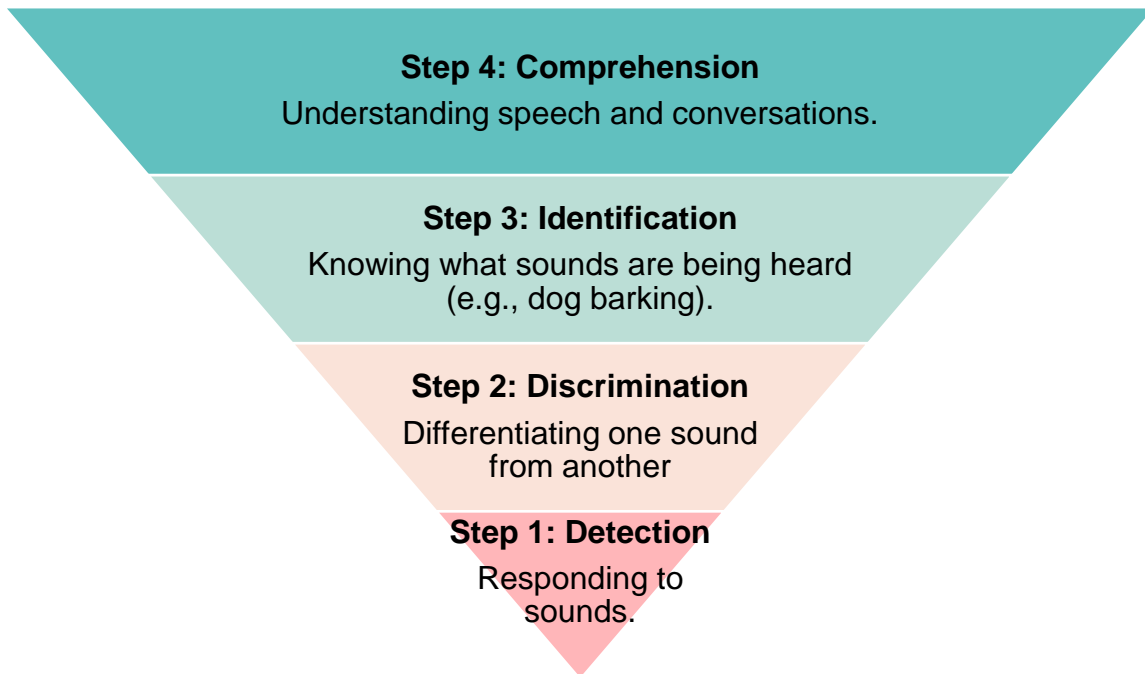 Step 4: Comprehension
Understanding speech and conversations.
Step 3: Identification
Knowing what sounds are being heard
(e.g., dog barking).
Step 2: Discrimination
Differentiating one sound
from another
Step 1: Detection
Responding to
sounds.